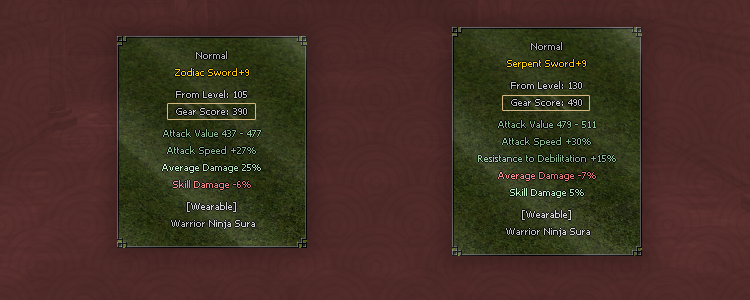 Normal
Zodiac Sword+9
From Level: 105
Gear Score: 390
Attack Value 437 - 477
Attack Speed +27%
Average Damage 25%
Skill Damage -6%
[Wearable]
Warrior Ninja Sura
Normal
Serpent Sword+9
From Level: 130
Gear Score: 490
Attack Value 479 - 511
Attack Speed +30%
Resistance to Debilitation +15%
Average Damage -7%
Skill Damage 5%
[Wearable]
Warrior Ninja Sura